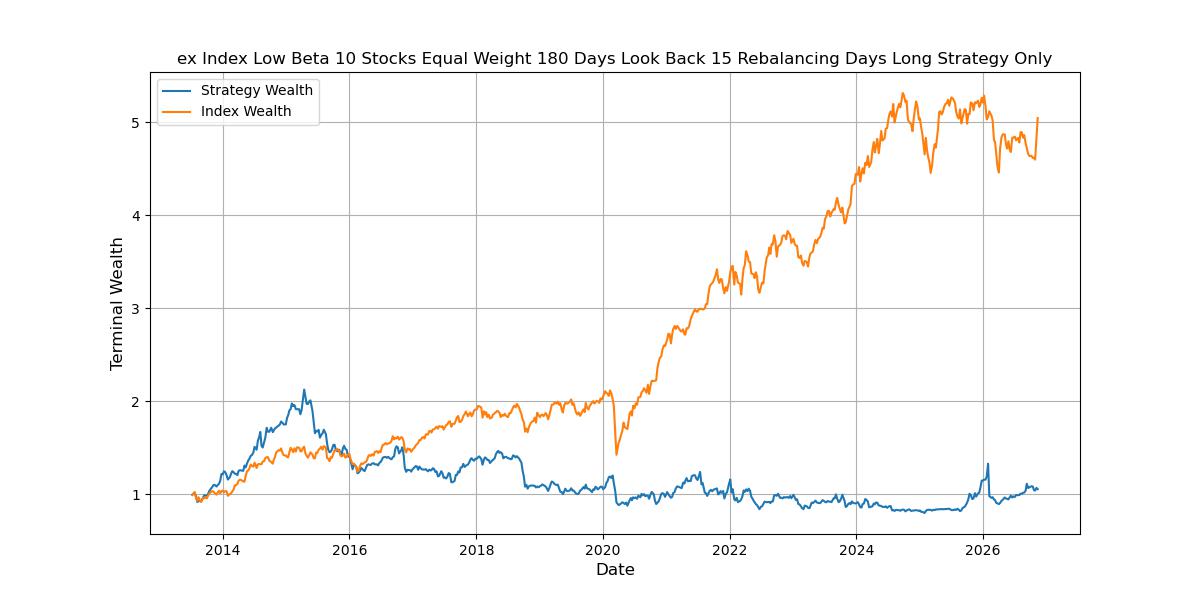 ex Index Low Beta 10 Stocks Equal Weight 180 Days Look Back 15 Rebalancing Days Long Strategy Only
Strategy Wealth
Index Wealth
Terminal Wealth
5
4
3
2
1
2014 2016 2018 2020 2022 2024 2026
Date